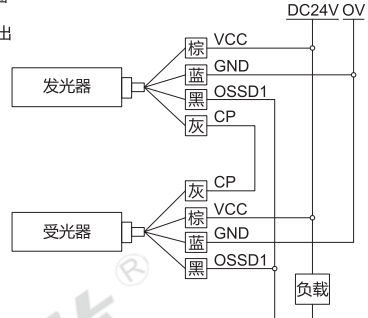 出
DC24V 0V
棕 VCC
蓝 GND
发光器
黑 OSSD1
灰 CP
灰 CP
棕 VCC
受光器
蓝 GND
黑 OSSD1
负载
®